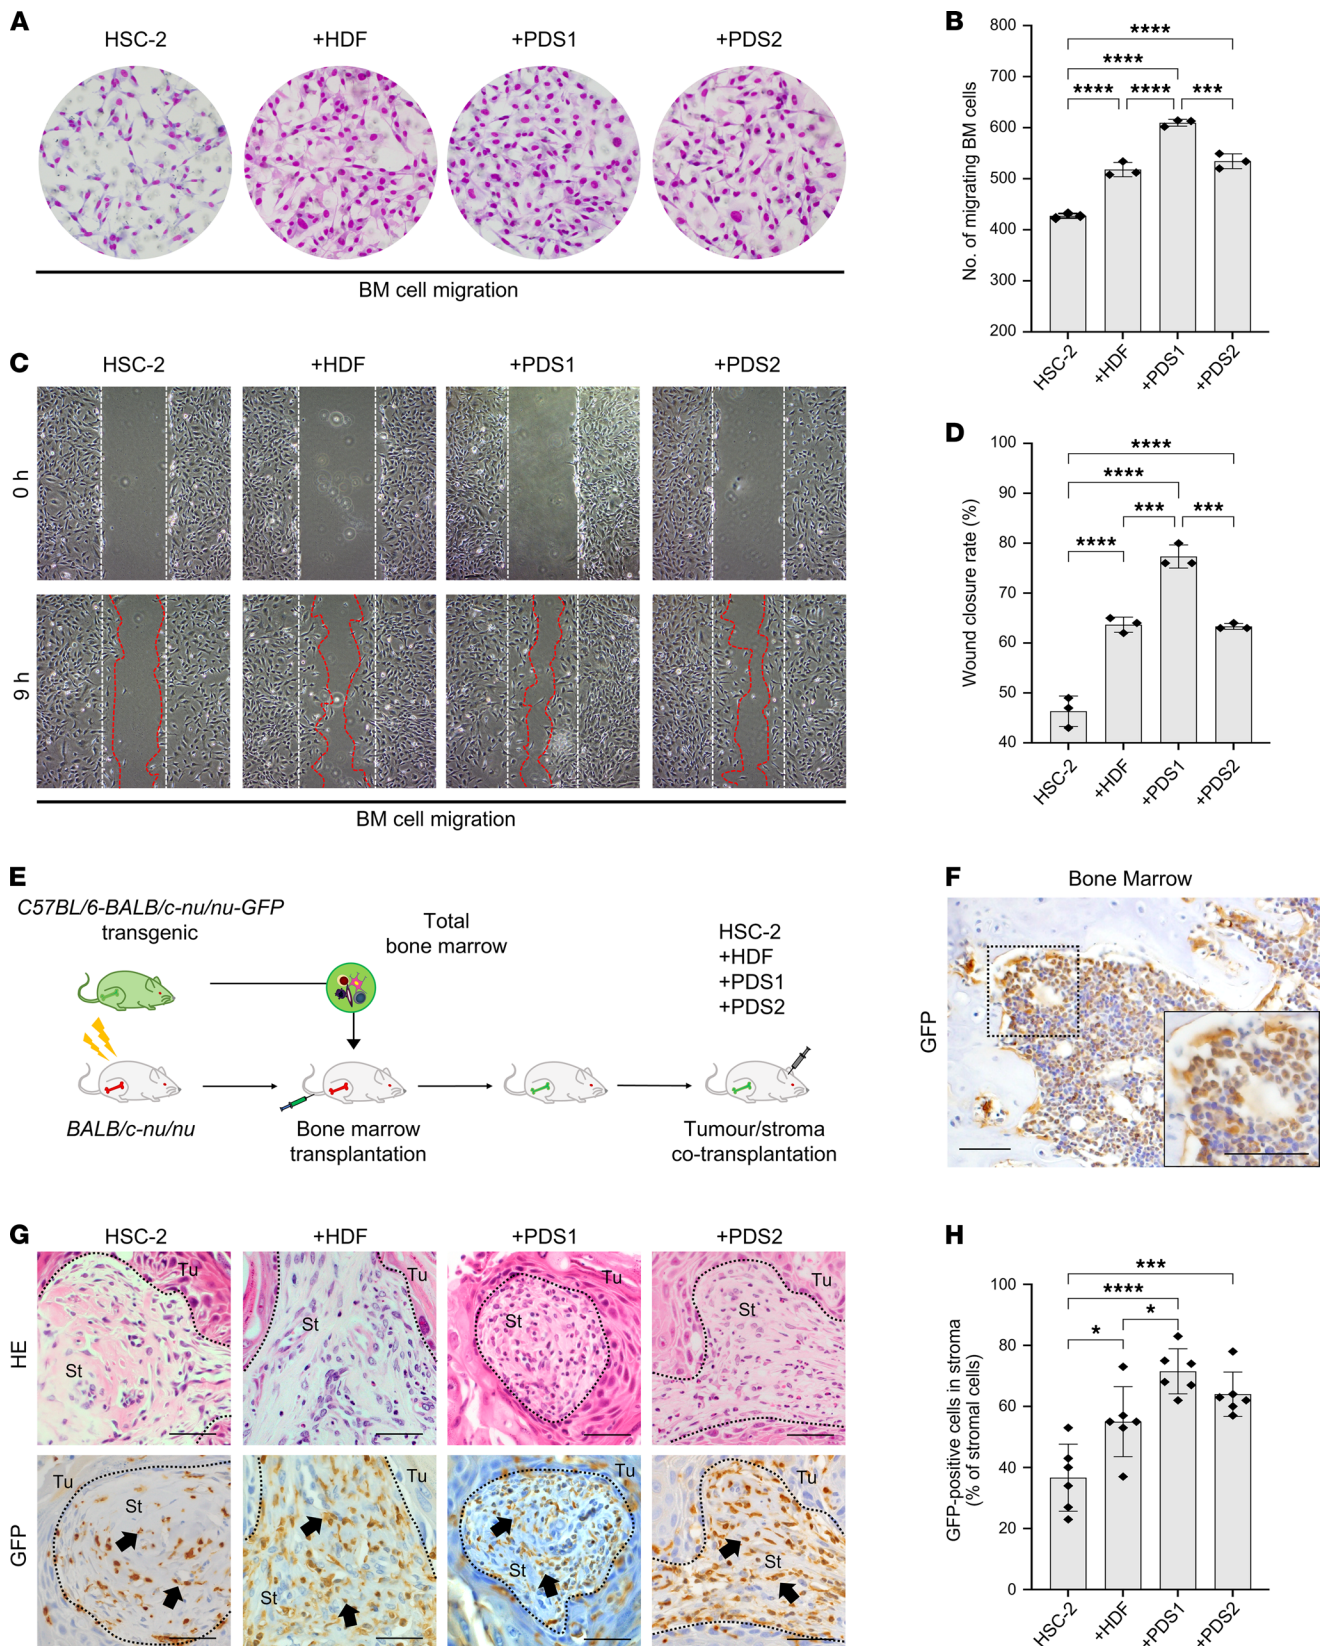 A
HSC-2
+HDF
+PDS1
+PDS2
BM cell migration
B
No. of migrating BM cells
800
700
600
500
400
300
200
****
****
****
****
***
HSC-2
+HDF
+PDS1
+PDS2
C
HSC-2
+HDF
+PDS1
+PDS2
0 h
9 h
BM cell migration
D
Wound closure rate (%)
100
90
80
70
60
50
40
****
****
***
***
****
HSC-2
+HDF
+PDS1
+PDS2
E
C57BL/6-BALB/c-nu/nu-GFP
transgenic
Total
bone marrow
HSC-2
+HDF
+PDS1
+PDS2
BALB/c-nu/nu
Bone marrow
transplantation
Tumour/stroma
co-transplantation
F
Bone Marrow
GFP
G
HSC-2
+HDF
+PDS1
+PDS2
HE
Tu
St
Tu
St
Tu
St
Tu
St
GFP
Tu
St
Tu
St
Tu
St
Tu
St
H
GFP-positive cells in stroma
(% of stromal cells)
100
80
60
40
20
0
***
****
*
*
HSC-2
+HDF
+PDS1
+PDS2